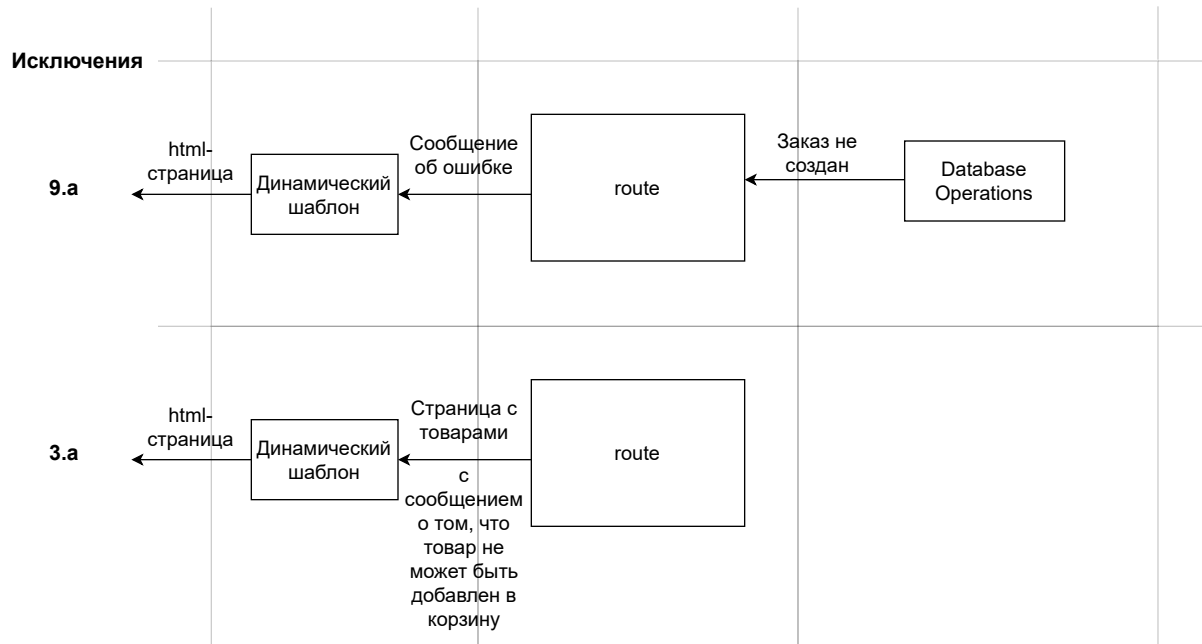 Исключения
9.a
html-
страница
Динамический
шаблон
Сообщение
об ошибке
route
Заказ не
создан
Database
Operations
3.a
html-
страница
Динамический
шаблон
Страница с
товарами
с
сообщением
о том, что
товар не
может быть
добавлен в
корзину
route